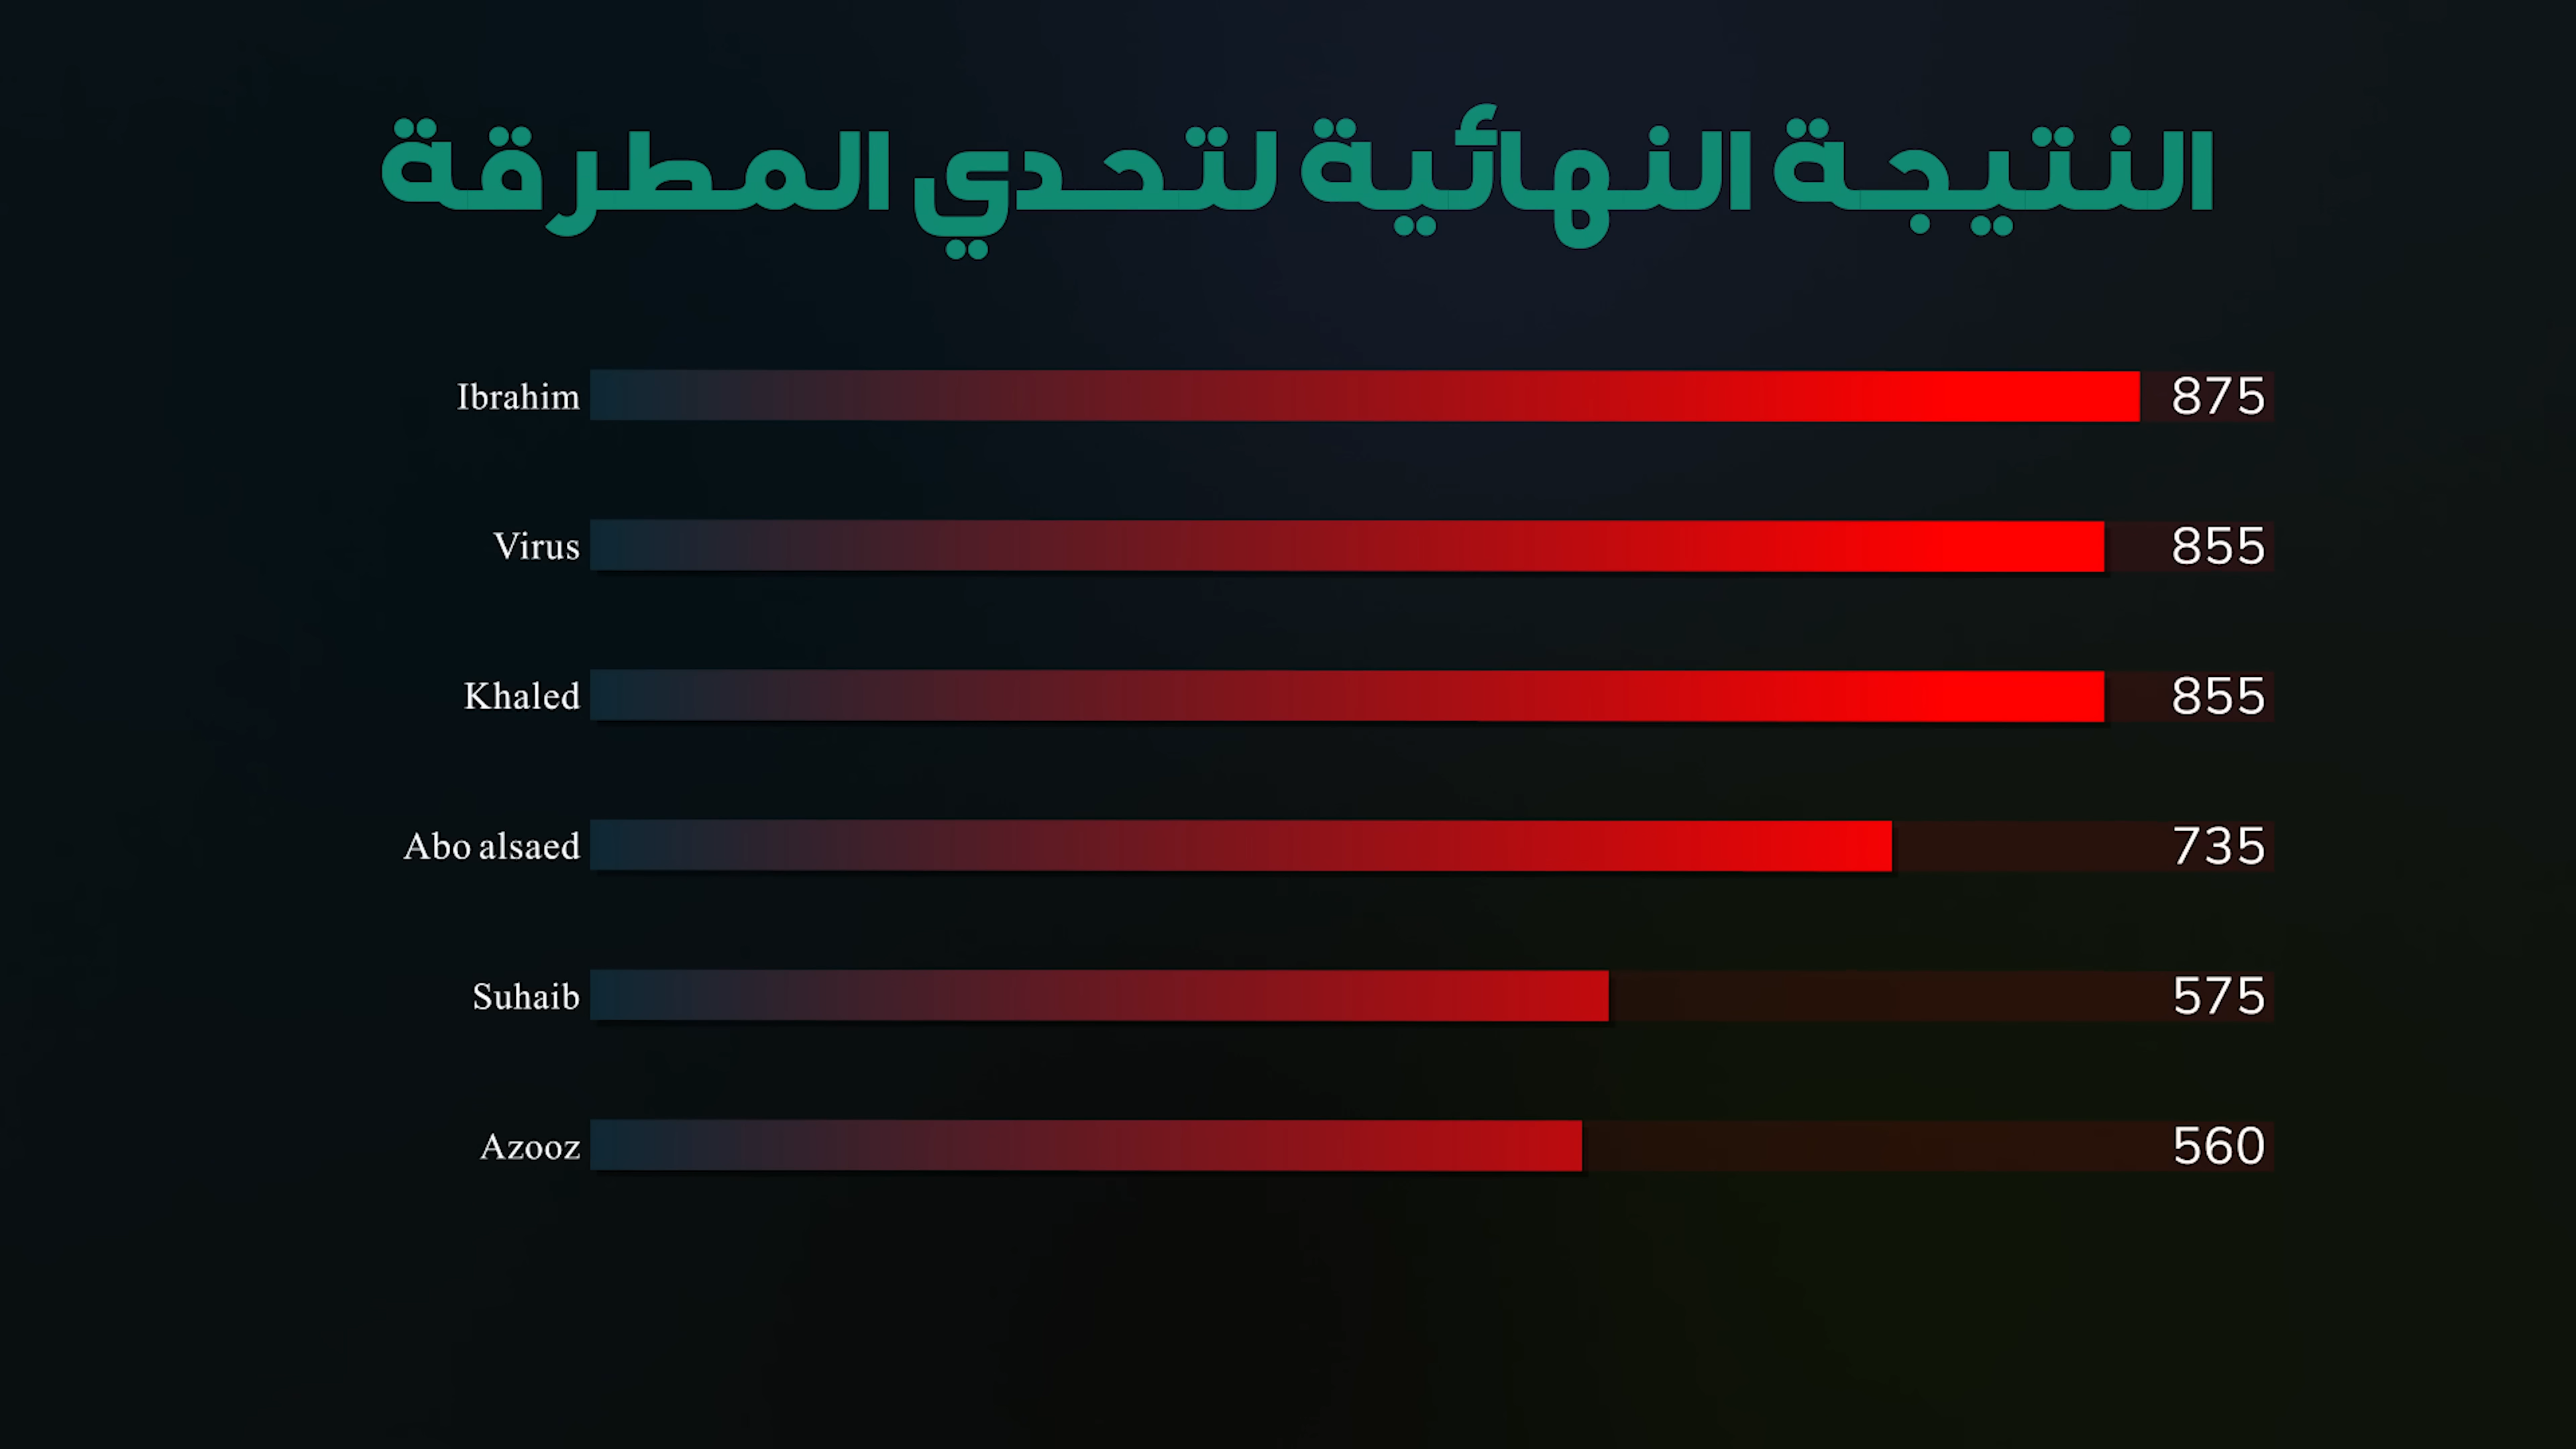 النتيجة النهائية لتحدي المطرقة
Ibrahim 875
Virus 855
Khaled 855
Abo alsaed 735
Suhaib 575
Azooz 560